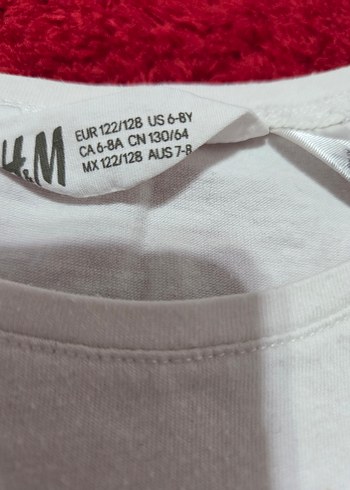 H&M
EUR 122/128 US 6-8Y
CA 6-8A CN 130/64
MX 122/128 AUS 7-8